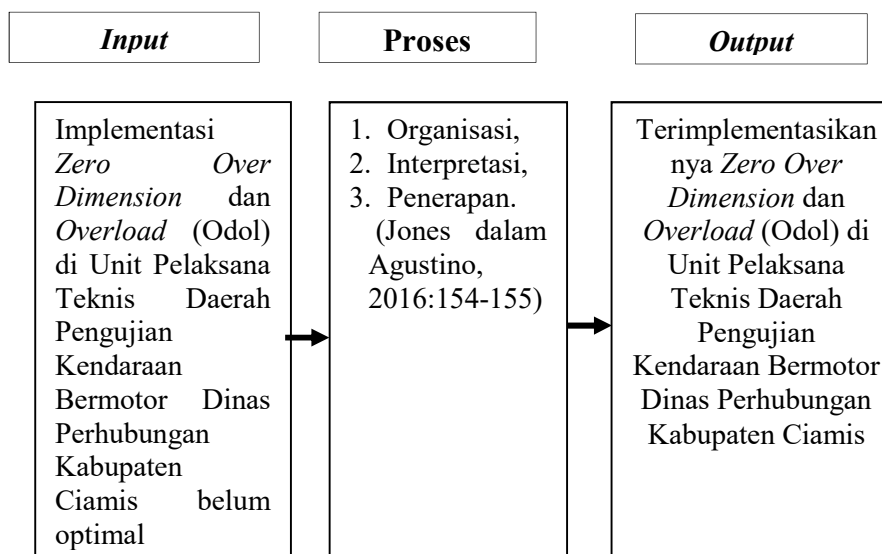 Input
Proses
Output
Implementasi
Zero Over
Dimension dan
Overload (Odol)
di Unit Pelaksana
Teknis Daerah
Pengujian
Kendaraan
Bermotor Dinas
Perhubungan
Kabupaten
Ciamis belum
optimal
1. Organisasi,
2. Interpretasi,
3. Penerapan.
(Jones dalam
Agustino,
2016:154-155)
Terimplementasikan
nya Zero Over
Dimension dan
Overload (Odol) di
Unit Pelaksana
Teknis Daerah
Pengujian
Kendaraan Bermotor
Dinas Perhubungan
Kabupaten Ciamis